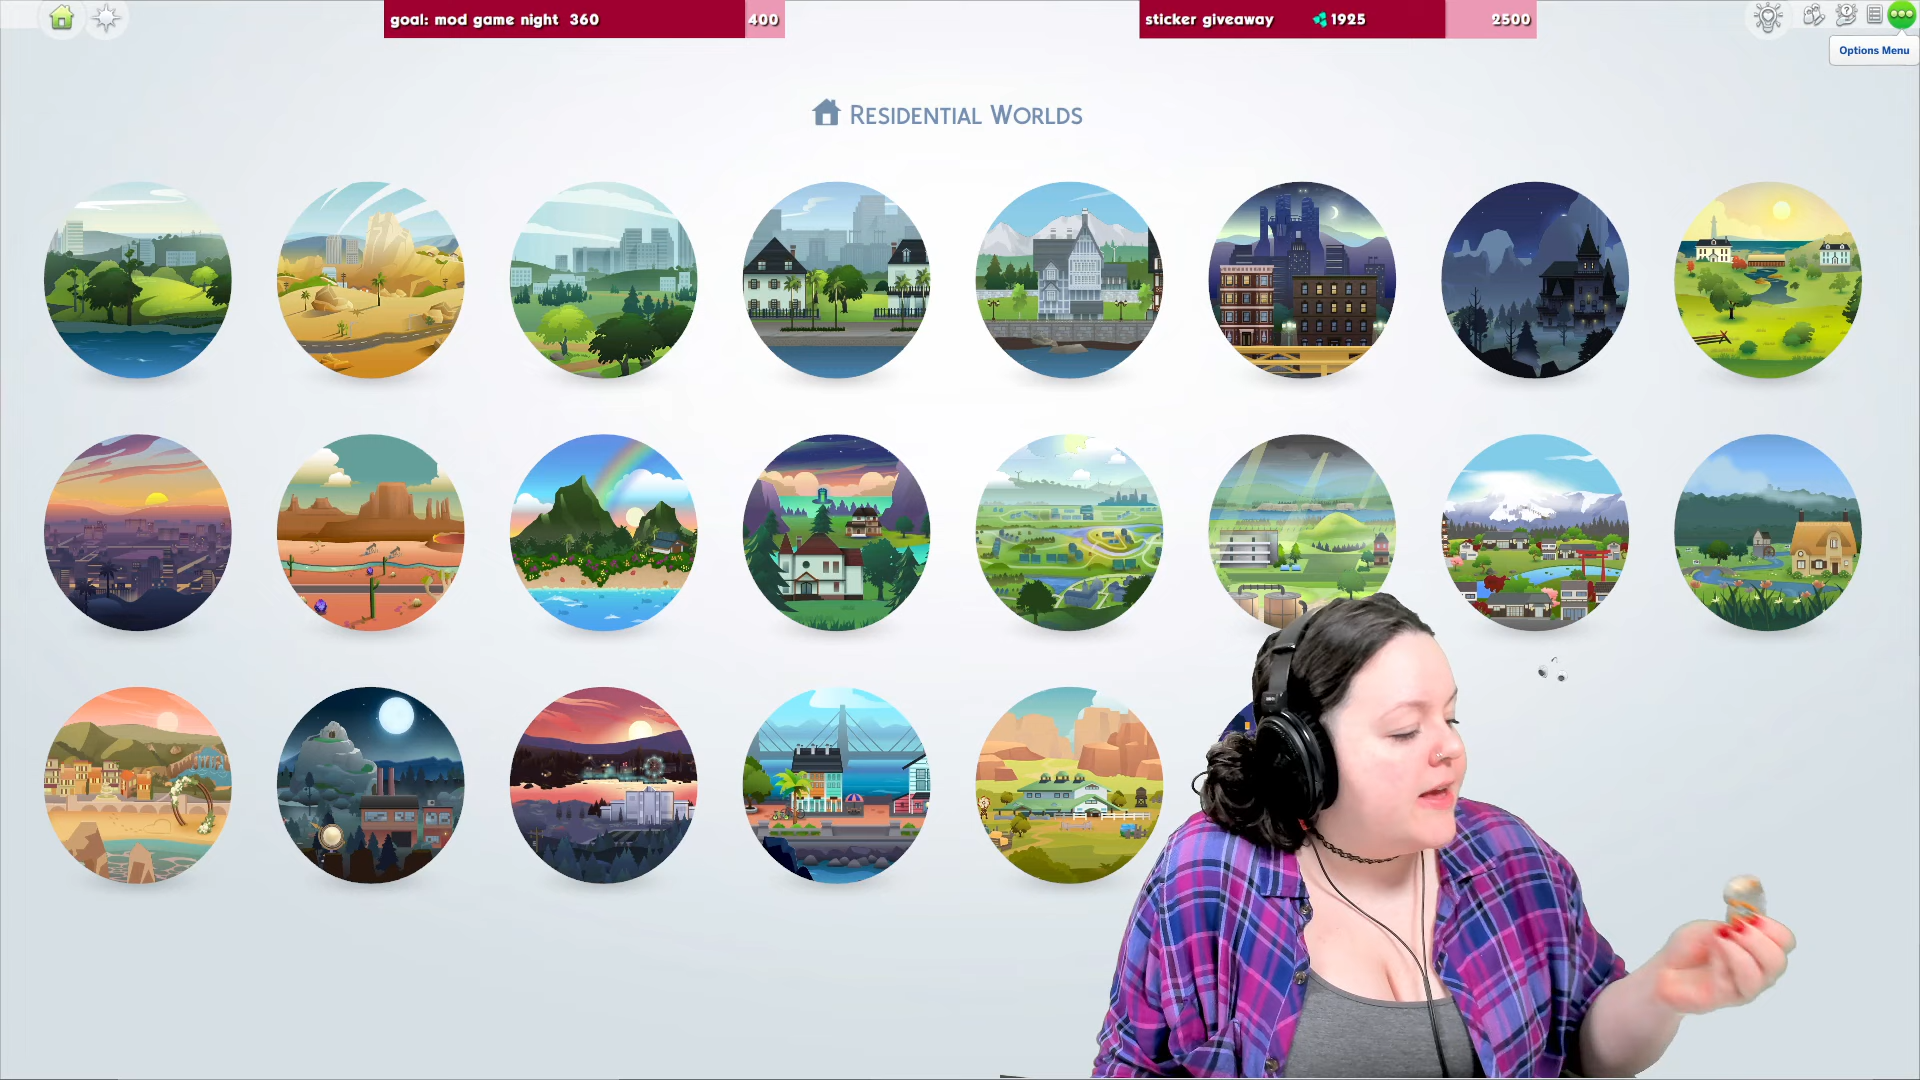 goal: mod game night 360 400
sticker giveaway 1925 2500
Options Menu
Residential Worlds